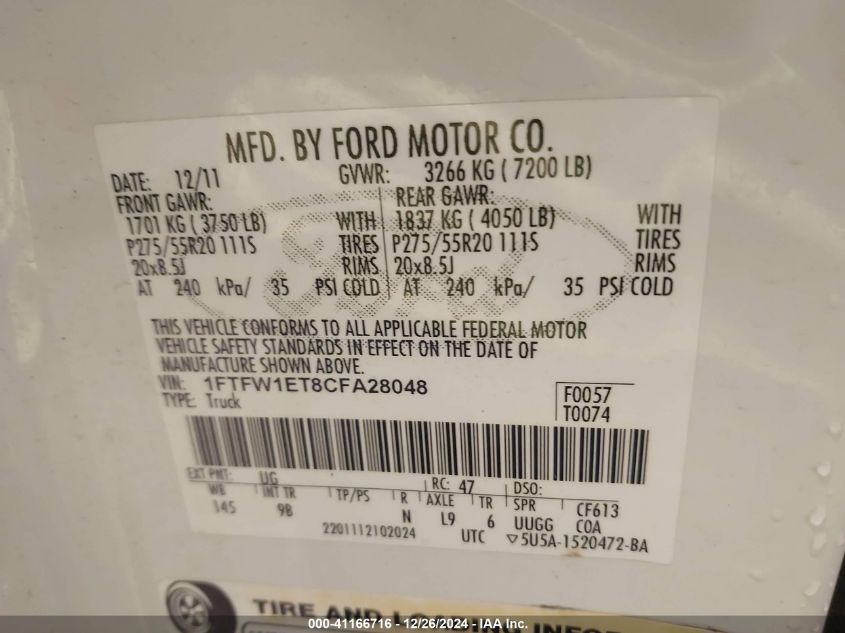 MFD. BY FORD MOTOR CO.
DATE: 12/11 GVWR: 3266 KG ( 7200 LB)
FRONT GAWR: REAR GAWR:
1701 KG ( 3750 LB) WITH 1837 KG ( 4050 LB) WITH
P275/55R20 111S TIRES P275/55R20 111S TIRES
20x8.5J RIMS 20x8.5J RIMS
AT 240 kPa/ 35 PSI COLD AT 240 kPa/ 35 PSI COLD
THIS VEHICLE CONFORMS TO ALL APPLICABLE FEDERAL MOTOR
VEHICLE SAFETY STANDARDS IN EFFECT ON THE DATE OF
MANUFACTURE SHOWN ABOVE.
VIN: 1FTFW1ET8CFA28048 F0057
TYPE: Truck T0074
EXT PNT: UG RC: 47 DSO:
WB INT TR TP/PS R AXLE TR SPR CF613
145 9B N L9 6 UUGG COA
2201112102024 UTC ▽5U5A-1520472-BA
TIRE AND LOADING INFOR
000-41166716 - 12/26/2024 - IAA Inc.